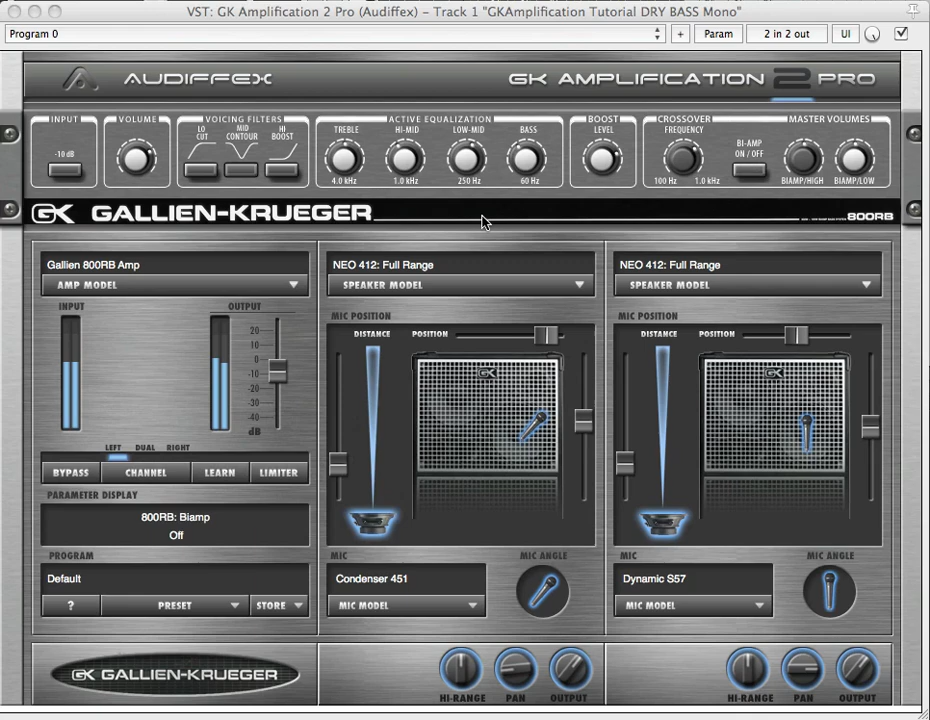 VST: GK Amplification 2 Pro (Audiffex) – Track 1 "GKAmplification Tutorial DRY BASS Mono"
Program 0
+
Param
2 in 2 out
UI
AUDIFFEX
GK AMPLIFICATION 2 PRO
INPUT
VOLUME
VOICING FILTERS
ACTIVE EQUALIZATION
BOOST
CROSSOVER
MASTER VOLUMES
-10 dB
LO CUT
MID CONTOUR
HI BOOST
TREBLE
HI-MID
LOW-MID
BASS
LEVEL
FREQUENCY
BI-AMP ON / OFF
4.0 kHz
1.0 kHz
250 Hz
60 Hz
100 Hz
1.0 kHz
BIAMP/HIGH
BIAMP/LOW
GK GALLIEN-KRUEGER
800RB
Gallien 800RB Amp
AMP MODEL
INPUT
OUTPUT
20
10
0
-10
-20
-30
-40
dB
LEFT
DUAL
RIGHT
BYPASS
CHANNEL
LEARN
LIMITER
PARAMETER DISPLAY
800RB: Biamp
Off
PROGRAM
Default
?
PRESET
STORE
GK GALLIEN-KRUEGER
NEO 412: Full Range
SPEAKER MODEL
MIC POSITION
DISTANCE
POSITION
GK
MIC
MIC ANGLE
Condenser 451
MIC MODEL
HI-RANGE
PAN
OUTPUT
NEO 412: Full Range
SPEAKER MODEL
MIC POSITION
DISTANCE
POSITION
GK
MIC
MIC ANGLE
Dynamic S57
MIC MODEL
HI-RANGE
PAN
OUTPUT